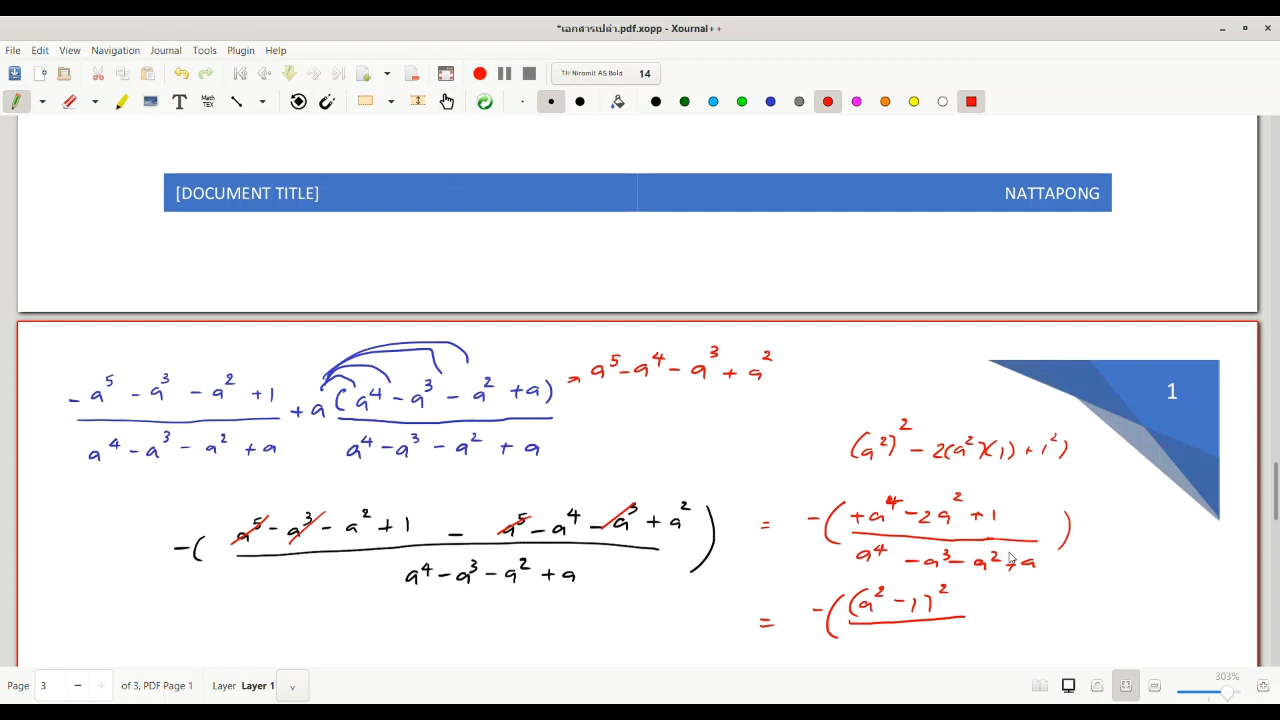 *เอกสารเปล่า.pdf.xopp - Xournal++
File Edit View Navigation Journal Tools Plugin Help
TH Niramit AS Bold 14
T Math TEX
[DOCUMENT TITLE] NATTAPONG
1
- a⁵ - a³ - a² + 1 / a⁴ - a³ - a² + a + a (a⁴ - a³ - a² + a) / a⁴ - a³ - a² + a
→ a⁵ - a⁴ - a³ + a²
(a²)² - 2(a²)(1) + 1²)
-( a⁵ - a³ - a² + 1 - a⁵ - a⁴ - a³ + a² / a⁴ - a³ - a² + a )
= -( +a⁴ - 2a² + 1 / a⁴ - a³ - a² + a )
= -( (a² - 1)²
Page 3 of 3, PDF Page 1 Layer Layer 1 303%